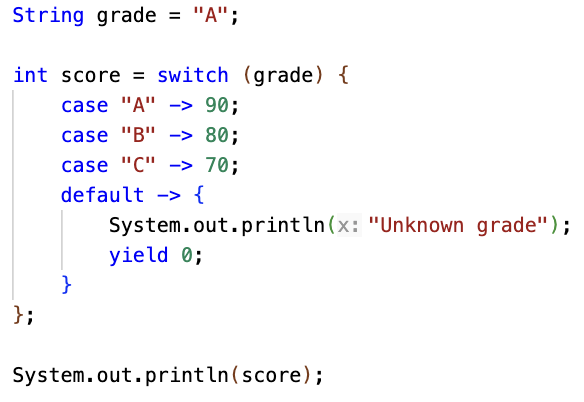 String grade = "A";
int score = switch (grade) {
case "A" -> 90;
case "B" -> 80;
case "C" -> 70;
default -> {
System.out.println(x: "Unknown grade");
yield 0;
}
};
System.out.println(score);